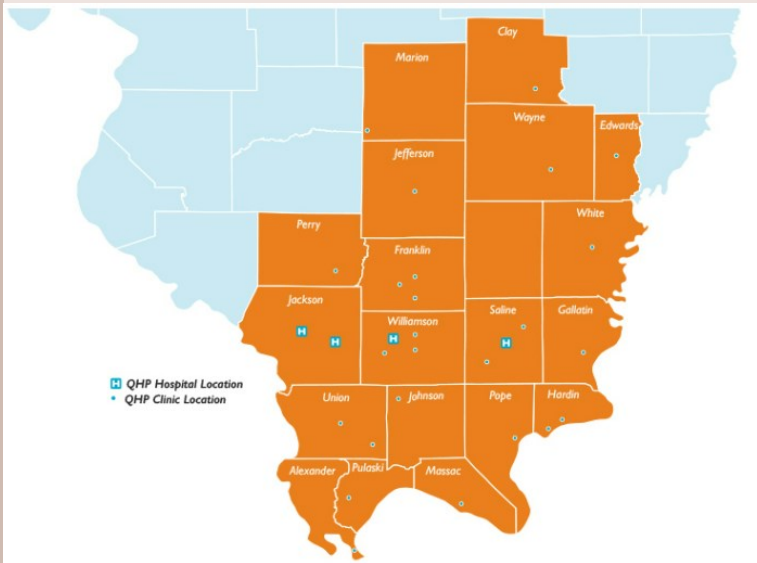 Clay
Marion
Wayne
Edwards
Jefferson
White
Perry
Franklin
Jackson
Saline
Gallatin
Williamson
H
H
H
H
H QHP Hospital Location
QHP Clinic Location
Union
Johnson
Pope
Hardin
Alexander
Pulaski
Massac